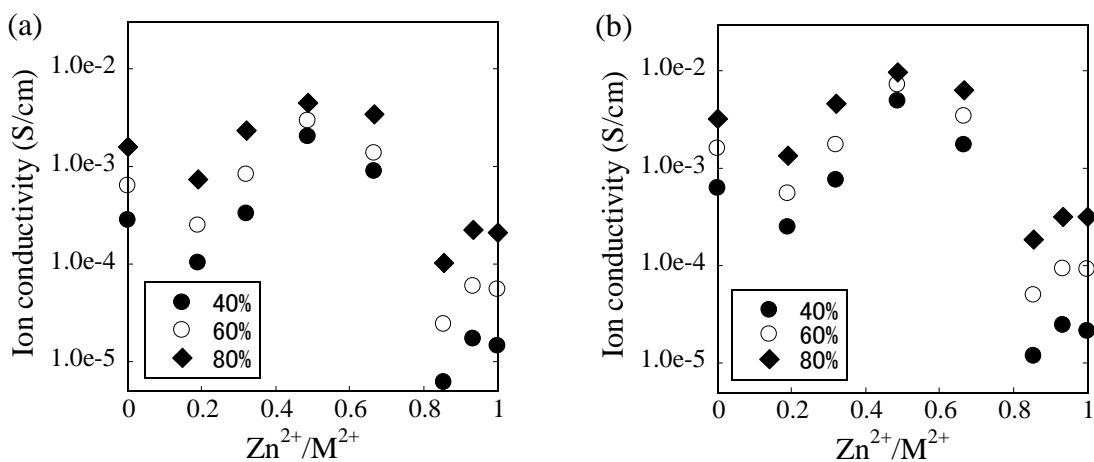 (a)
Ion conductivity (S/cm)
1.0e-2
1.0e-3
1.0e-4
1.0e-5
40%
60%
80%
0 0.2 0.4 0.6 0.8 1
Zn²⁺/M²⁺
(b)
Ion conductivity (S/cm)
1.0e-2
1.0e-3
1.0e-4
1.0e-5
40%
60%
80%
0 0.2 0.4 0.6 0.8 1
Zn²⁺/M²⁺